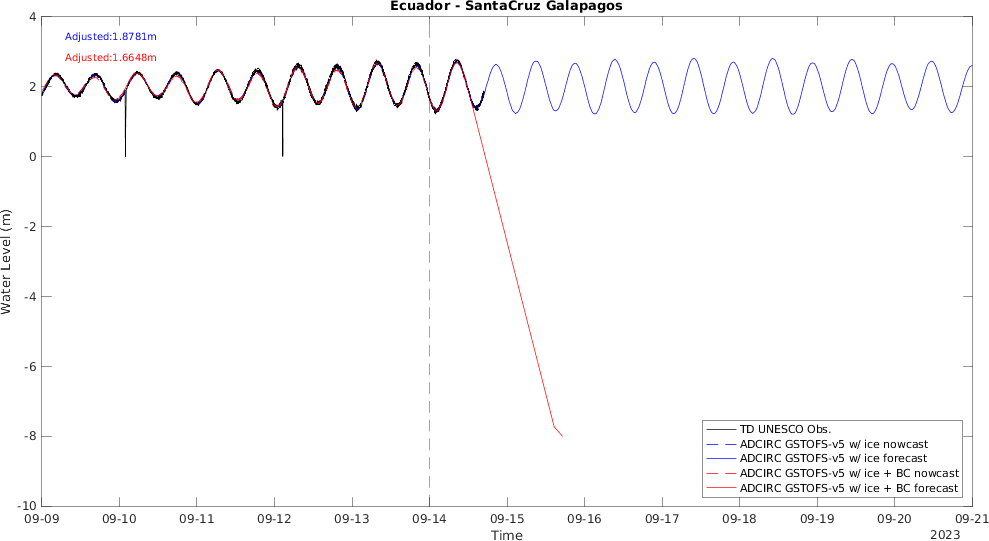 Ecuador - SantaCruz Galapagos
Adjusted:1.8781m
Adjusted:1.6648m
4
2
0
-2
-4
-6
-8
-10
Water Level (m)
TD UNESCO Obs.
ADCIRC GSTOFS-v5 w/ ice nowcast
ADCIRC GSTOFS-v5 w/ ice forecast
ADCIRC GSTOFS-v5 w/ ice + BC nowcast
ADCIRC GSTOFS-v5 w/ ice + BC forecast
09-09 09-10 09-11 09-12 09-13 09-14 09-15 09-16 09-17 09-18 09-19 09-20 09-21
Time
2023